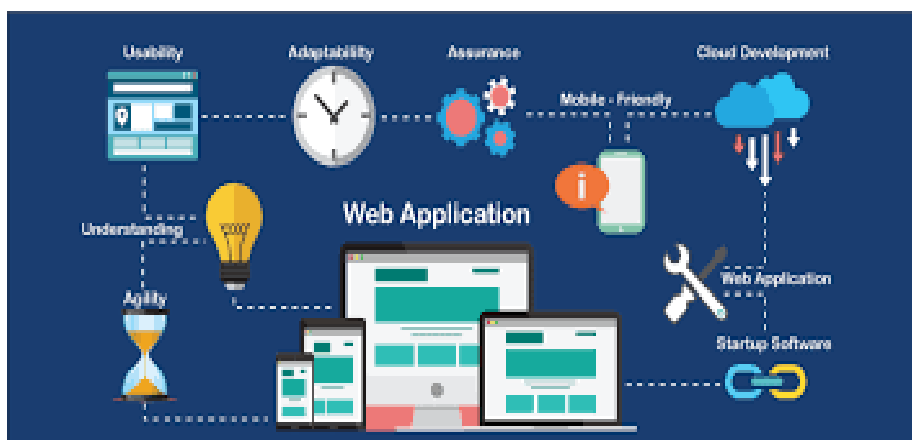 Usability
Adaptability
Assurance
Cloud Development
Mobile - Friendly
i
Web Application
Understanding
Web Application
Agility
Startup Software